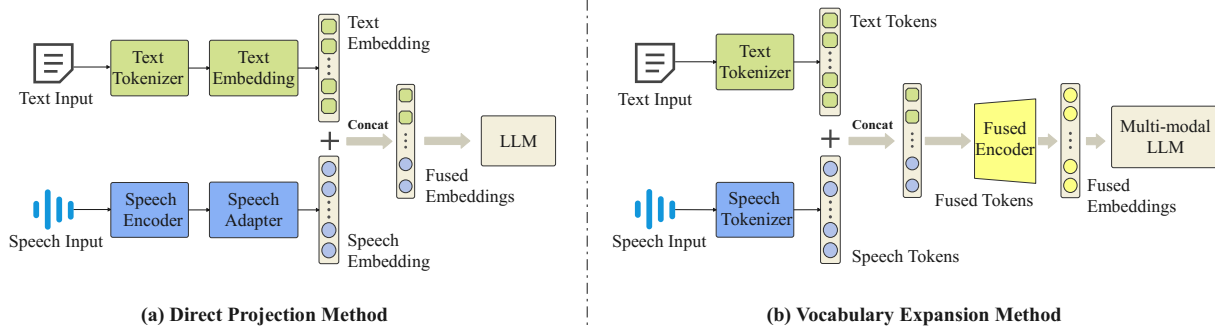 Text
Embedding
Text
Tokenizer
Text
Embedding
Text Input
Concat
LLM
Fused
Embeddings
Speech
Encoder
Speech
Adapter
Speech Input
Speech
Embedding
(a) Direct Projection Method
Text Tokens
Text
Tokenizer
Text Input
Concat
Fused
Encoder
Multi-modal
LLM
Fused Tokens
Fused
Embeddings
Speech
Tokenizer
Speech Input
Speech Tokens
(b) Vocabulary Expansion Method